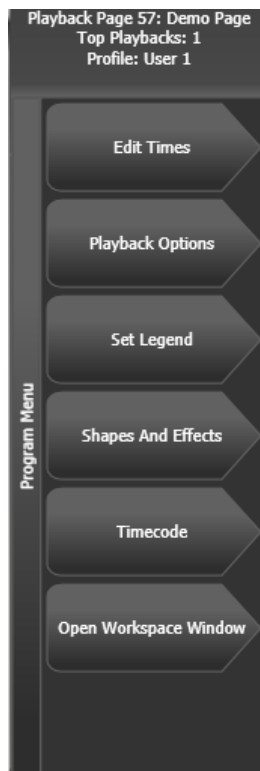 Playback Page 57: Demo Page
Top Playbacks: 1
Profile: User 1
Program Menu
Edit Times
Playback Options
Set Legend
Shapes And Effects
Timecode
Open Workspace Window